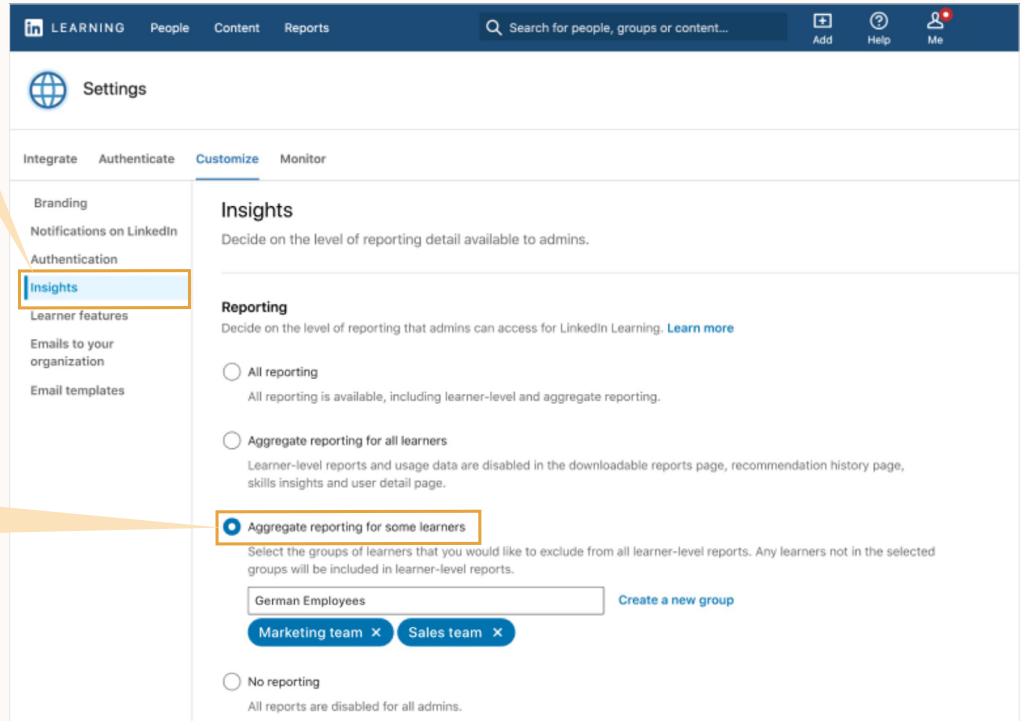 in LEARNING People Content Reports Search for people, groups or content... Add Help Me
Settings
Integrate Authenticate Customize Monitor
Branding
Notifications on LinkedIn
Authentication
Insights
Learner features
Emails to your
organization
Email templates
Insights
Decide on the level of reporting detail available to admins.
Reporting
Decide on the level of reporting that admins can access for LinkedIn Learning. Learn more
All reporting
All reporting is available, including learner-level and aggregate reporting.
Aggregate reporting for all learners
Learner-level reports and usage data are disabled in the downloadable reports page, recommendation history page,
skills insights and user detail page.
Aggregate reporting for some learners
Select the groups of learners that you would like to exclude from all learner-level reports. Any learners not in the selected
groups will be included in learner-level reports.
German Employees Create a new group
Marketing team × Sales team ×
No reporting
All reports are disabled for all admins.